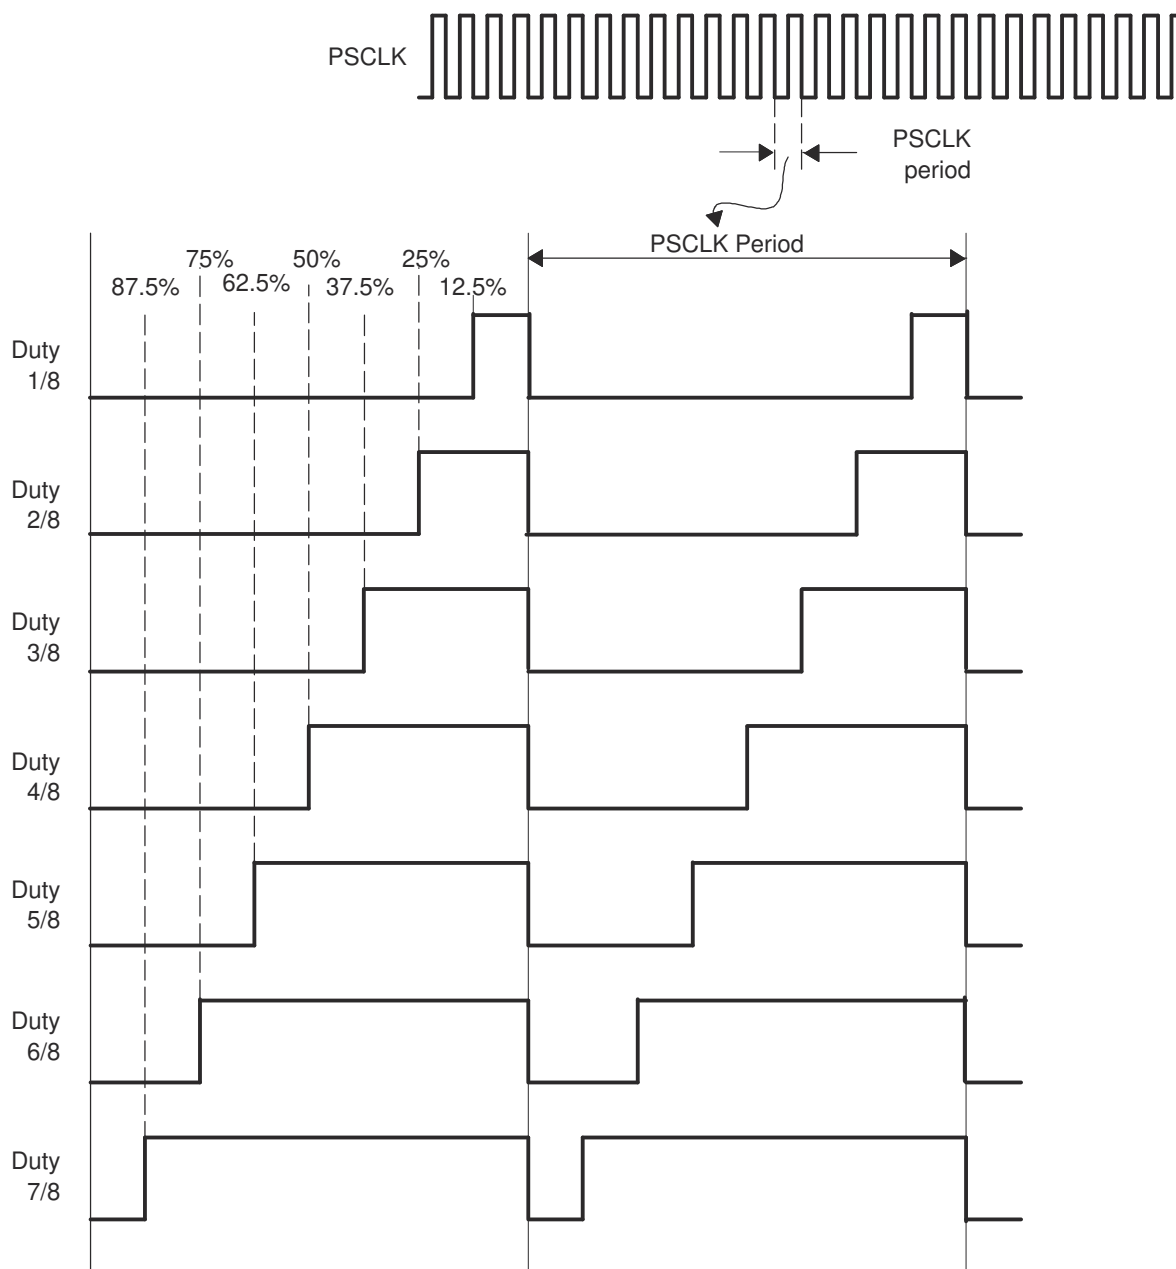 PSCLK
PSCLK
period
PSCLK Period
75%
50%
25%
87.5%
62.5%
37.5%
12.5%
Duty
1/8
Duty
2/8
Duty
3/8
Duty
4/8
Duty
5/8
Duty
6/8
Duty
7/8